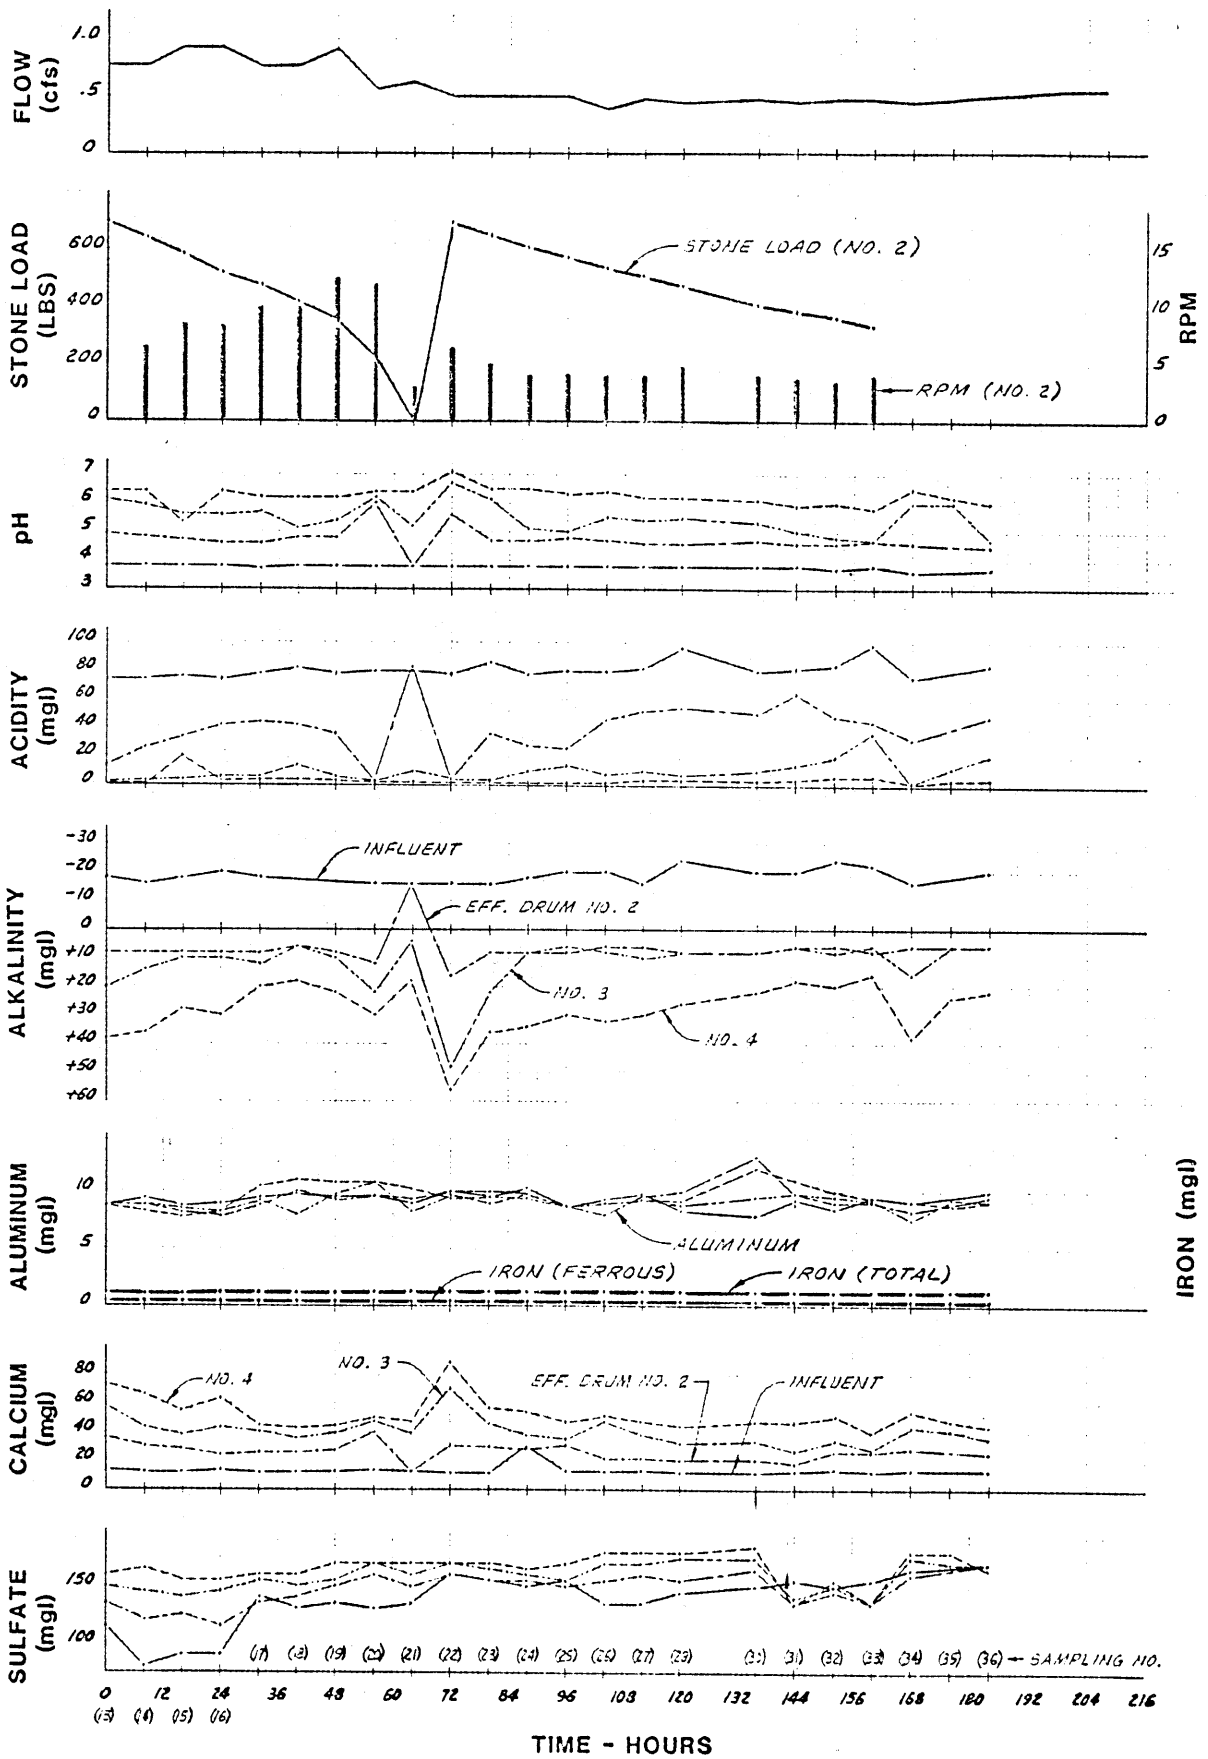 FLOW
(cfs)
1.0
.5
0
STONE LOAD
(LBS)
600
400
200
0
STONE LOAD (NO. 2)
RPM (NO. 2)
15
10
5
0
RPM
pH
7
6
5
4
3
ACIDITY
(mgl)
100
80
60
40
20
0
ALKALINITY
(mgl)
-30
-20
-10
0
+10
+20
+30
+40
+50
+60
INFLUENT
EFF. DRUM NO. 2
NO. 3
NO. 4
ALUMINUM
(mgl)
10
5
0
ALUMINUM
IRON (FERROUS)
IRON (TOTAL)
IRON (mgl)
CALCIUM
(mgl)
80
60
40
20
0
NO. 4
NO. 3
EFF. DRUM NO. 2
INFLUENT
SULFATE
(mgl)
150
100
(17) (18) (19) (20) (21) (22) (23) (24) (25) (26) (27) (31) (32) (33) (34) (35) (36) SAMPLING NO.
0 12 24 36 48 60 72 84 96 108 120 132 144 156 168 180 192 204 216
(13) (14) (15) (16)
TIME - HOURS